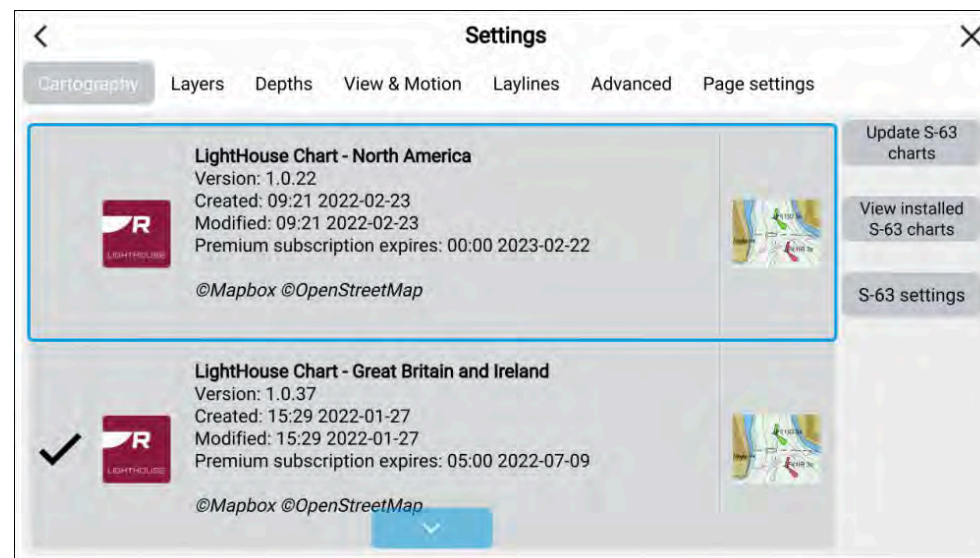 Settings
Cartography Layers Depths View & Motion Laylines Advanced Page settings
LightHouse Chart - North America
Version: 1.0.22
Created: 09:21 2022-02-23
Modified: 09:21 2022-02-23
Premium subscription expires: 00:00 2023-02-22
©Mapbox ©OpenStreetMap
R
LIGHTHOUSE
LightHouse Chart - Great Britain and Ireland
Version: 1.0.37
Created: 15:29 2022-01-27
Modified: 15:29 2022-01-27
Premium subscription expires: 05:00 2022-07-09
©Mapbox ©OpenStreetMap
R
LIGHTHOUSE
Update S-63
charts
View installed
S-63 charts
S-63 settings